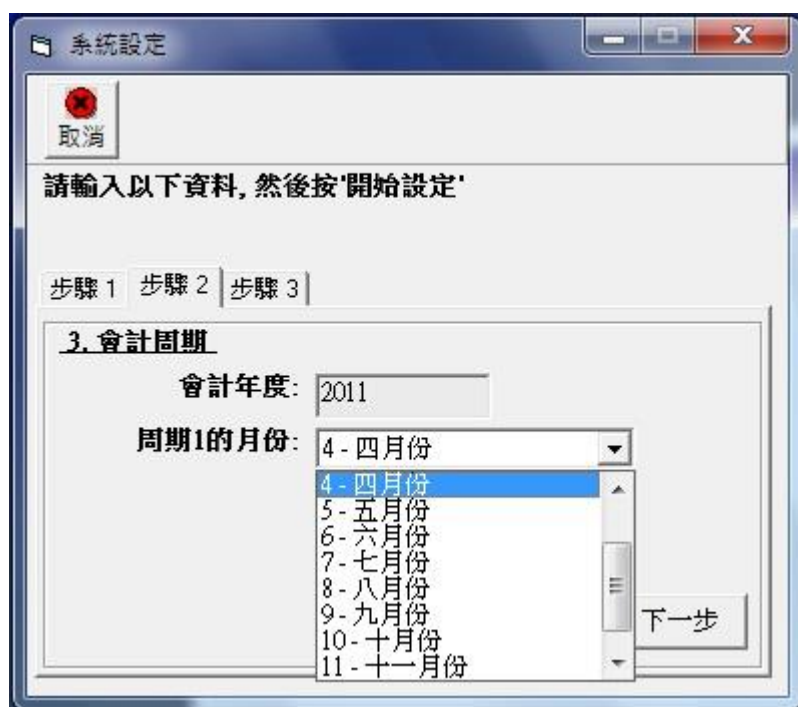 系統設定
取消
請輸入以下資料, 然後按'開始設定'
步驟 1 步驟 2 步驟 3
3. 會計周期
會計年度: 2011
周期1的月份: 4 - 四月份
4 - 四月份
5 - 五月份
6 - 六月份
7 - 七月份
8 - 八月份
9 - 九月份
10 - 十月份
11 - 十一月份
下一步